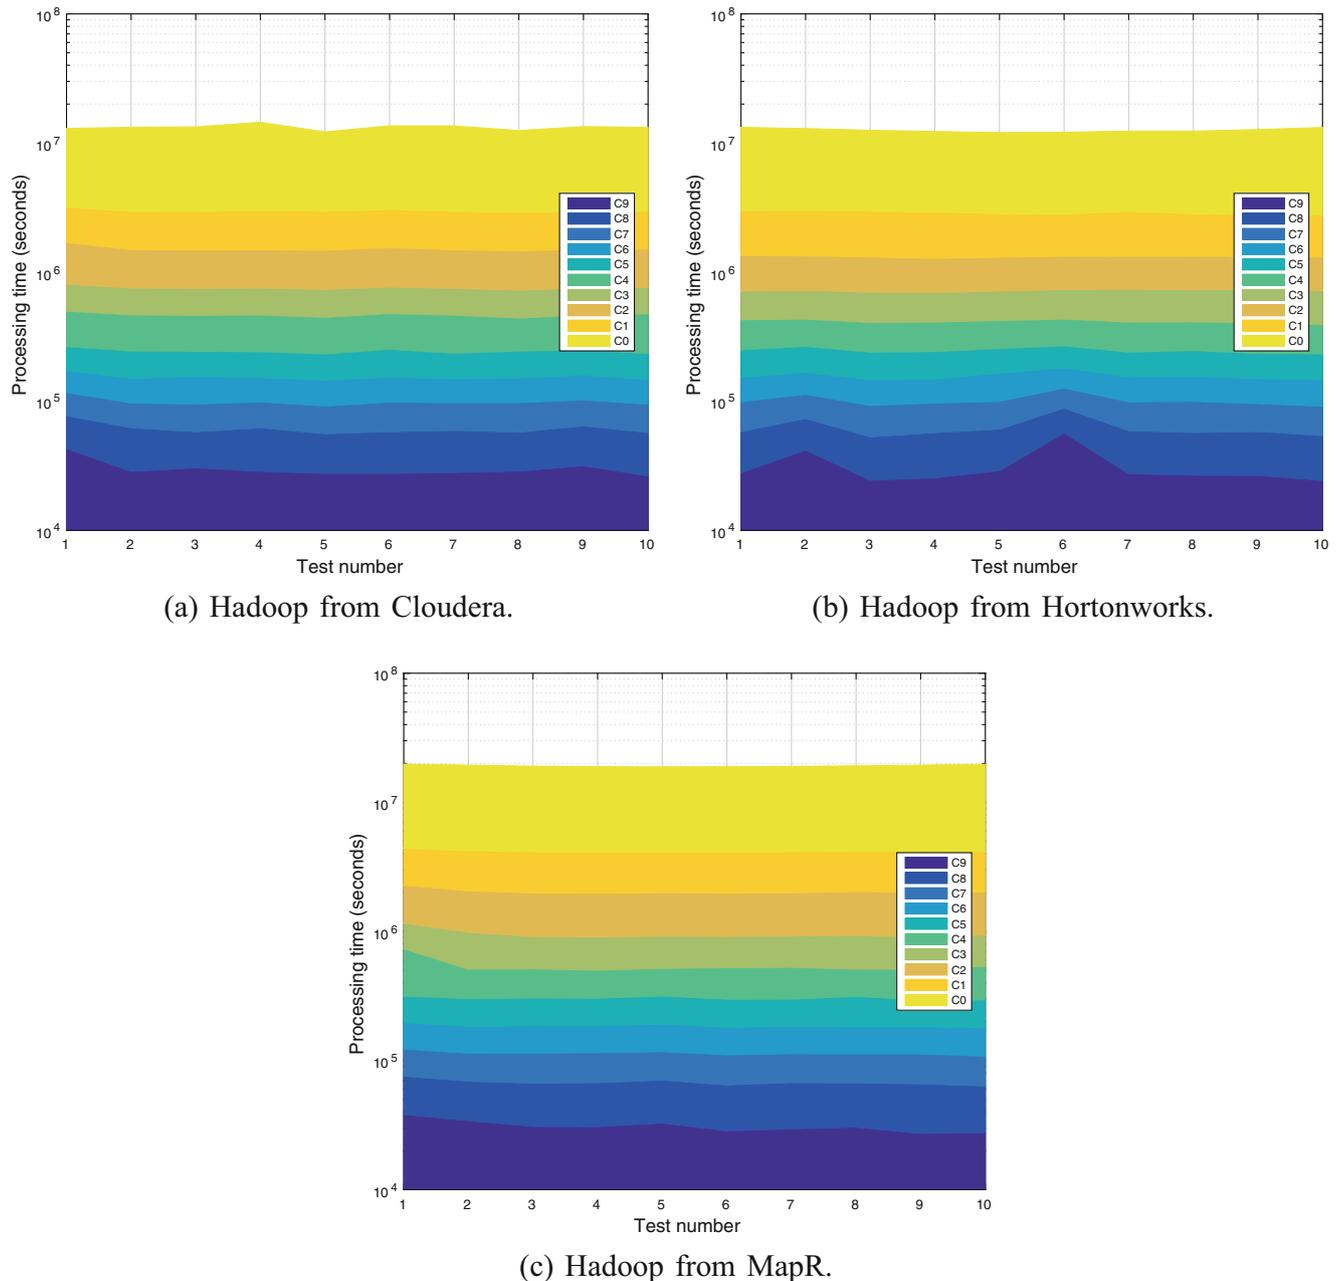 10^8
10^7
10^6
10^5
10^4
Processing time (seconds)
C9
C8
C7
C6
C5
C4
C3
C2
C1
C0
1 2 3 4 5 6 7 8 9 10
Test number
(a) Hadoop from Cloudera.
10^8
10^7
10^6
10^5
10^4
Processing time (seconds)
C9
C8
C7
C6
C5
C4
C3
C2
C1
C0
1 2 3 4 5 6 7 8 9 10
Test number
(b) Hadoop from Hortonworks.
10^8
10^7
10^6
10^5
10^4
Processing time (seconds)
C9
C8
C7
C6
C5
C4
C3
C2
C1
C0
1 2 3 4 5 6 7 8 9 10
Test number
(c) Hadoop from MapR.